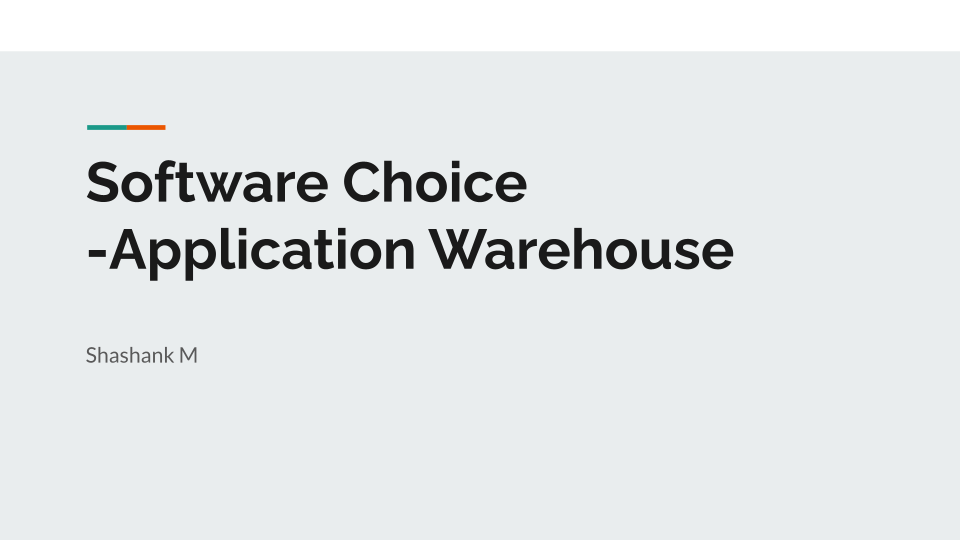 Software Choice
-Application Warehouse
Shashank M